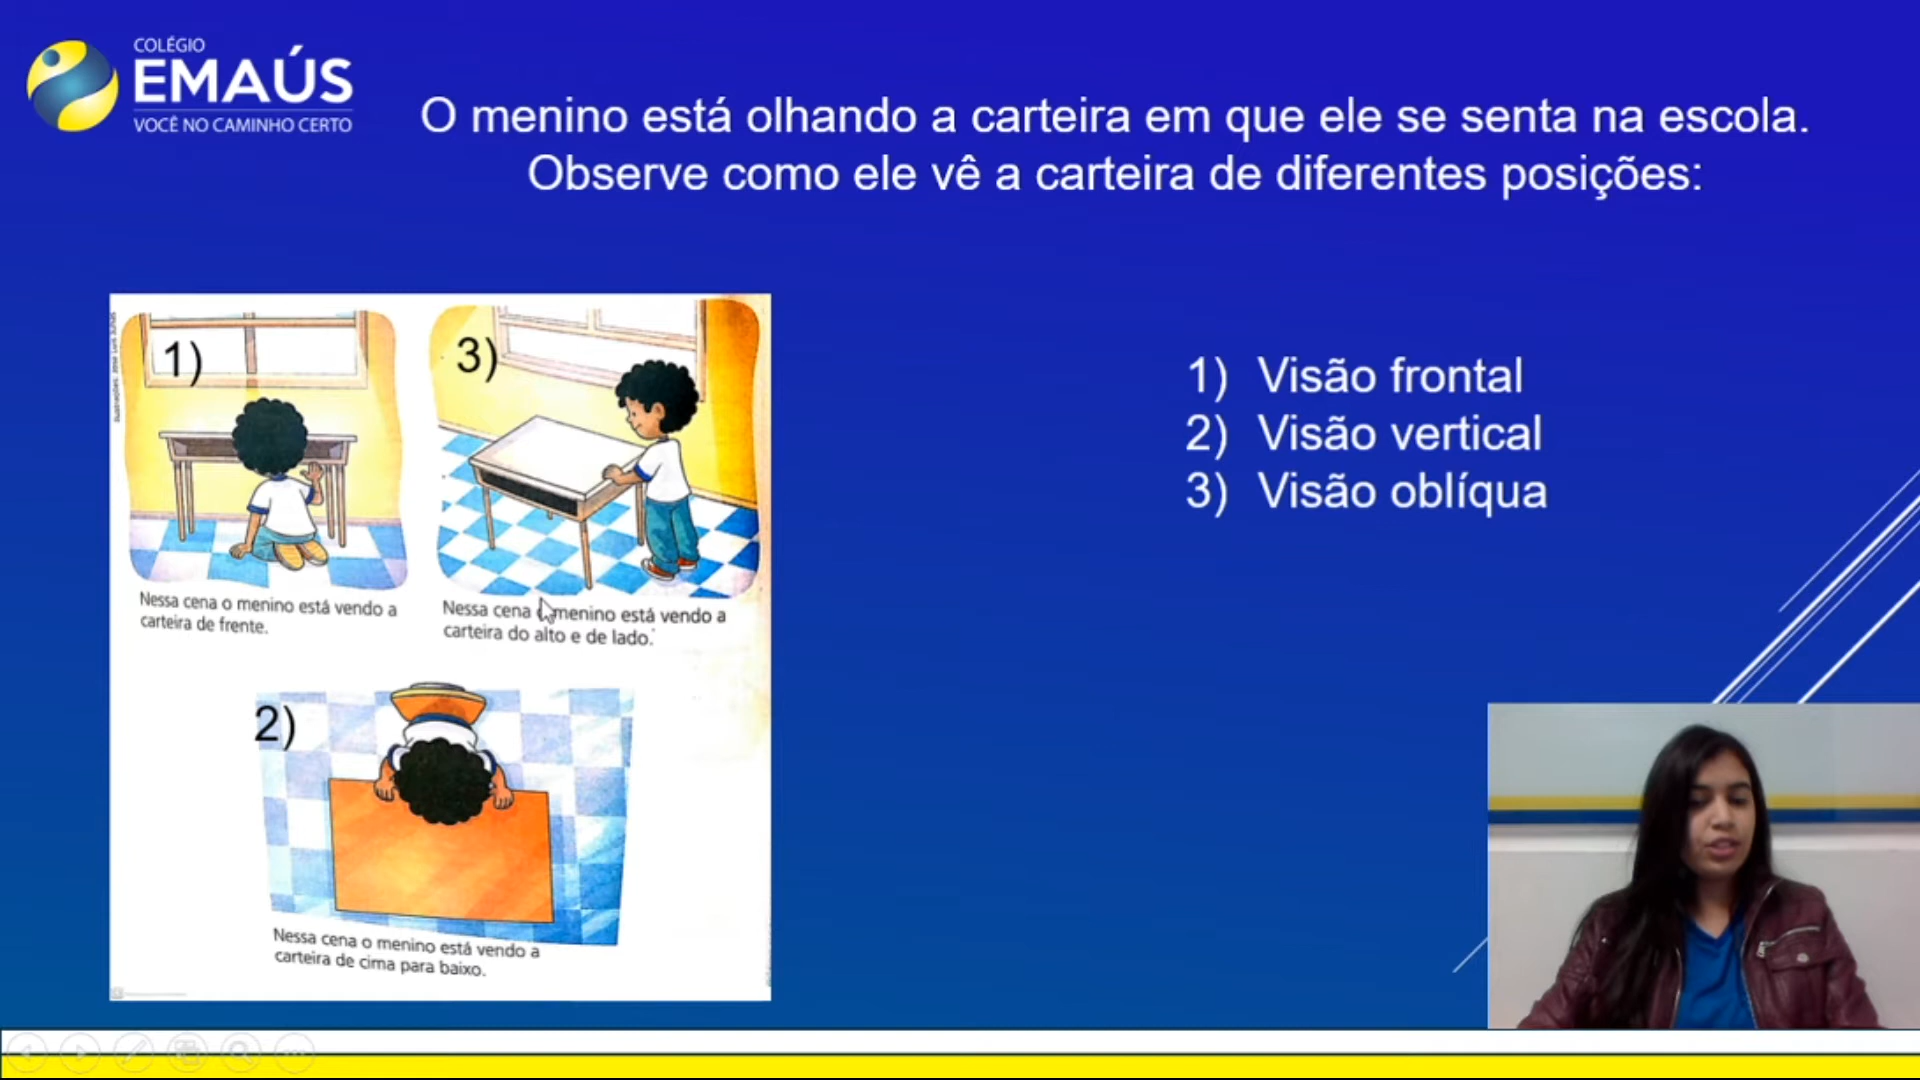 COLÉGIO
EMAÚS
VOCÊ NO CAMINHO CERTO
O menino está olhando a carteira em que ele se senta na escola.
Observe como ele vê a carteira de diferentes posições:
1)
3)
Nessa cena o menino está vendo a
carteira de frente.
Nessa cena o menino está vendo a
carteira do alto e de lado.
2)
Nessa cena o menino está vendo a
carteira de cima para baixo.
1) Visão frontal
2) Visão vertical
3) Visão oblíqua